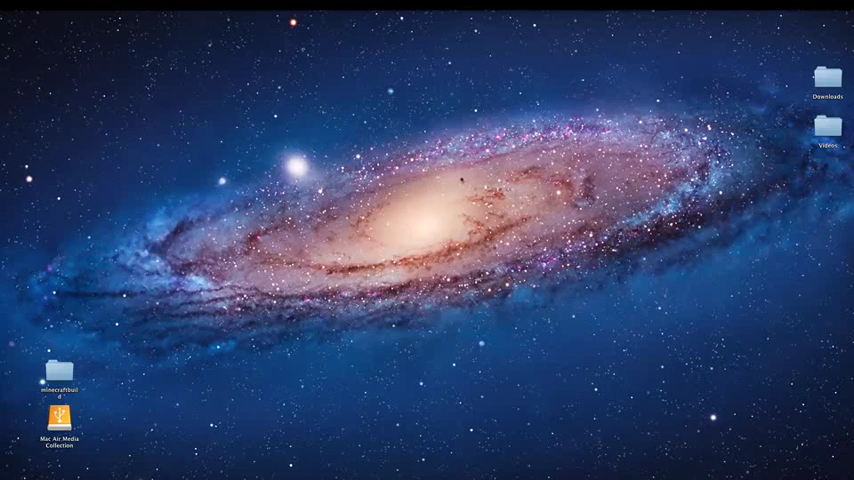 Downloads
Videos
minecraftbuil
d
Mac Air Media
Collection